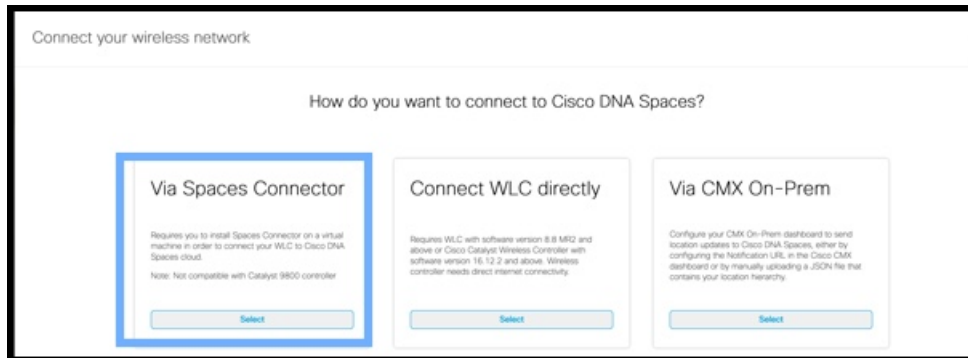 Connect your wireless network
How do you want to connect to Cisco DNA Spaces?
Via Spaces Connector
Requires you to install Spaces Connector on a virtual
machine in order to connect your WLC to Cisco DNA
Spaces cloud.
Note: Not compatible with Catalyst 9800 controller
Select
Connect WLC directly
Requires WLC with software version 8.8 MR2 and
above or Cisco Catalyst Wireless Controller with
software version 16.12.2 and above. Wireless
controller needs direct internet connectivity.
Select
Via CMX On-Prem
Configure your CMX On-Prem dashboard to send
location updates to Cisco DNA Spaces, either by
configuring the Notification URL in the Cisco CMX
dashboard or by manually uploading a JSON file that
contains your location hierarchy.
Select